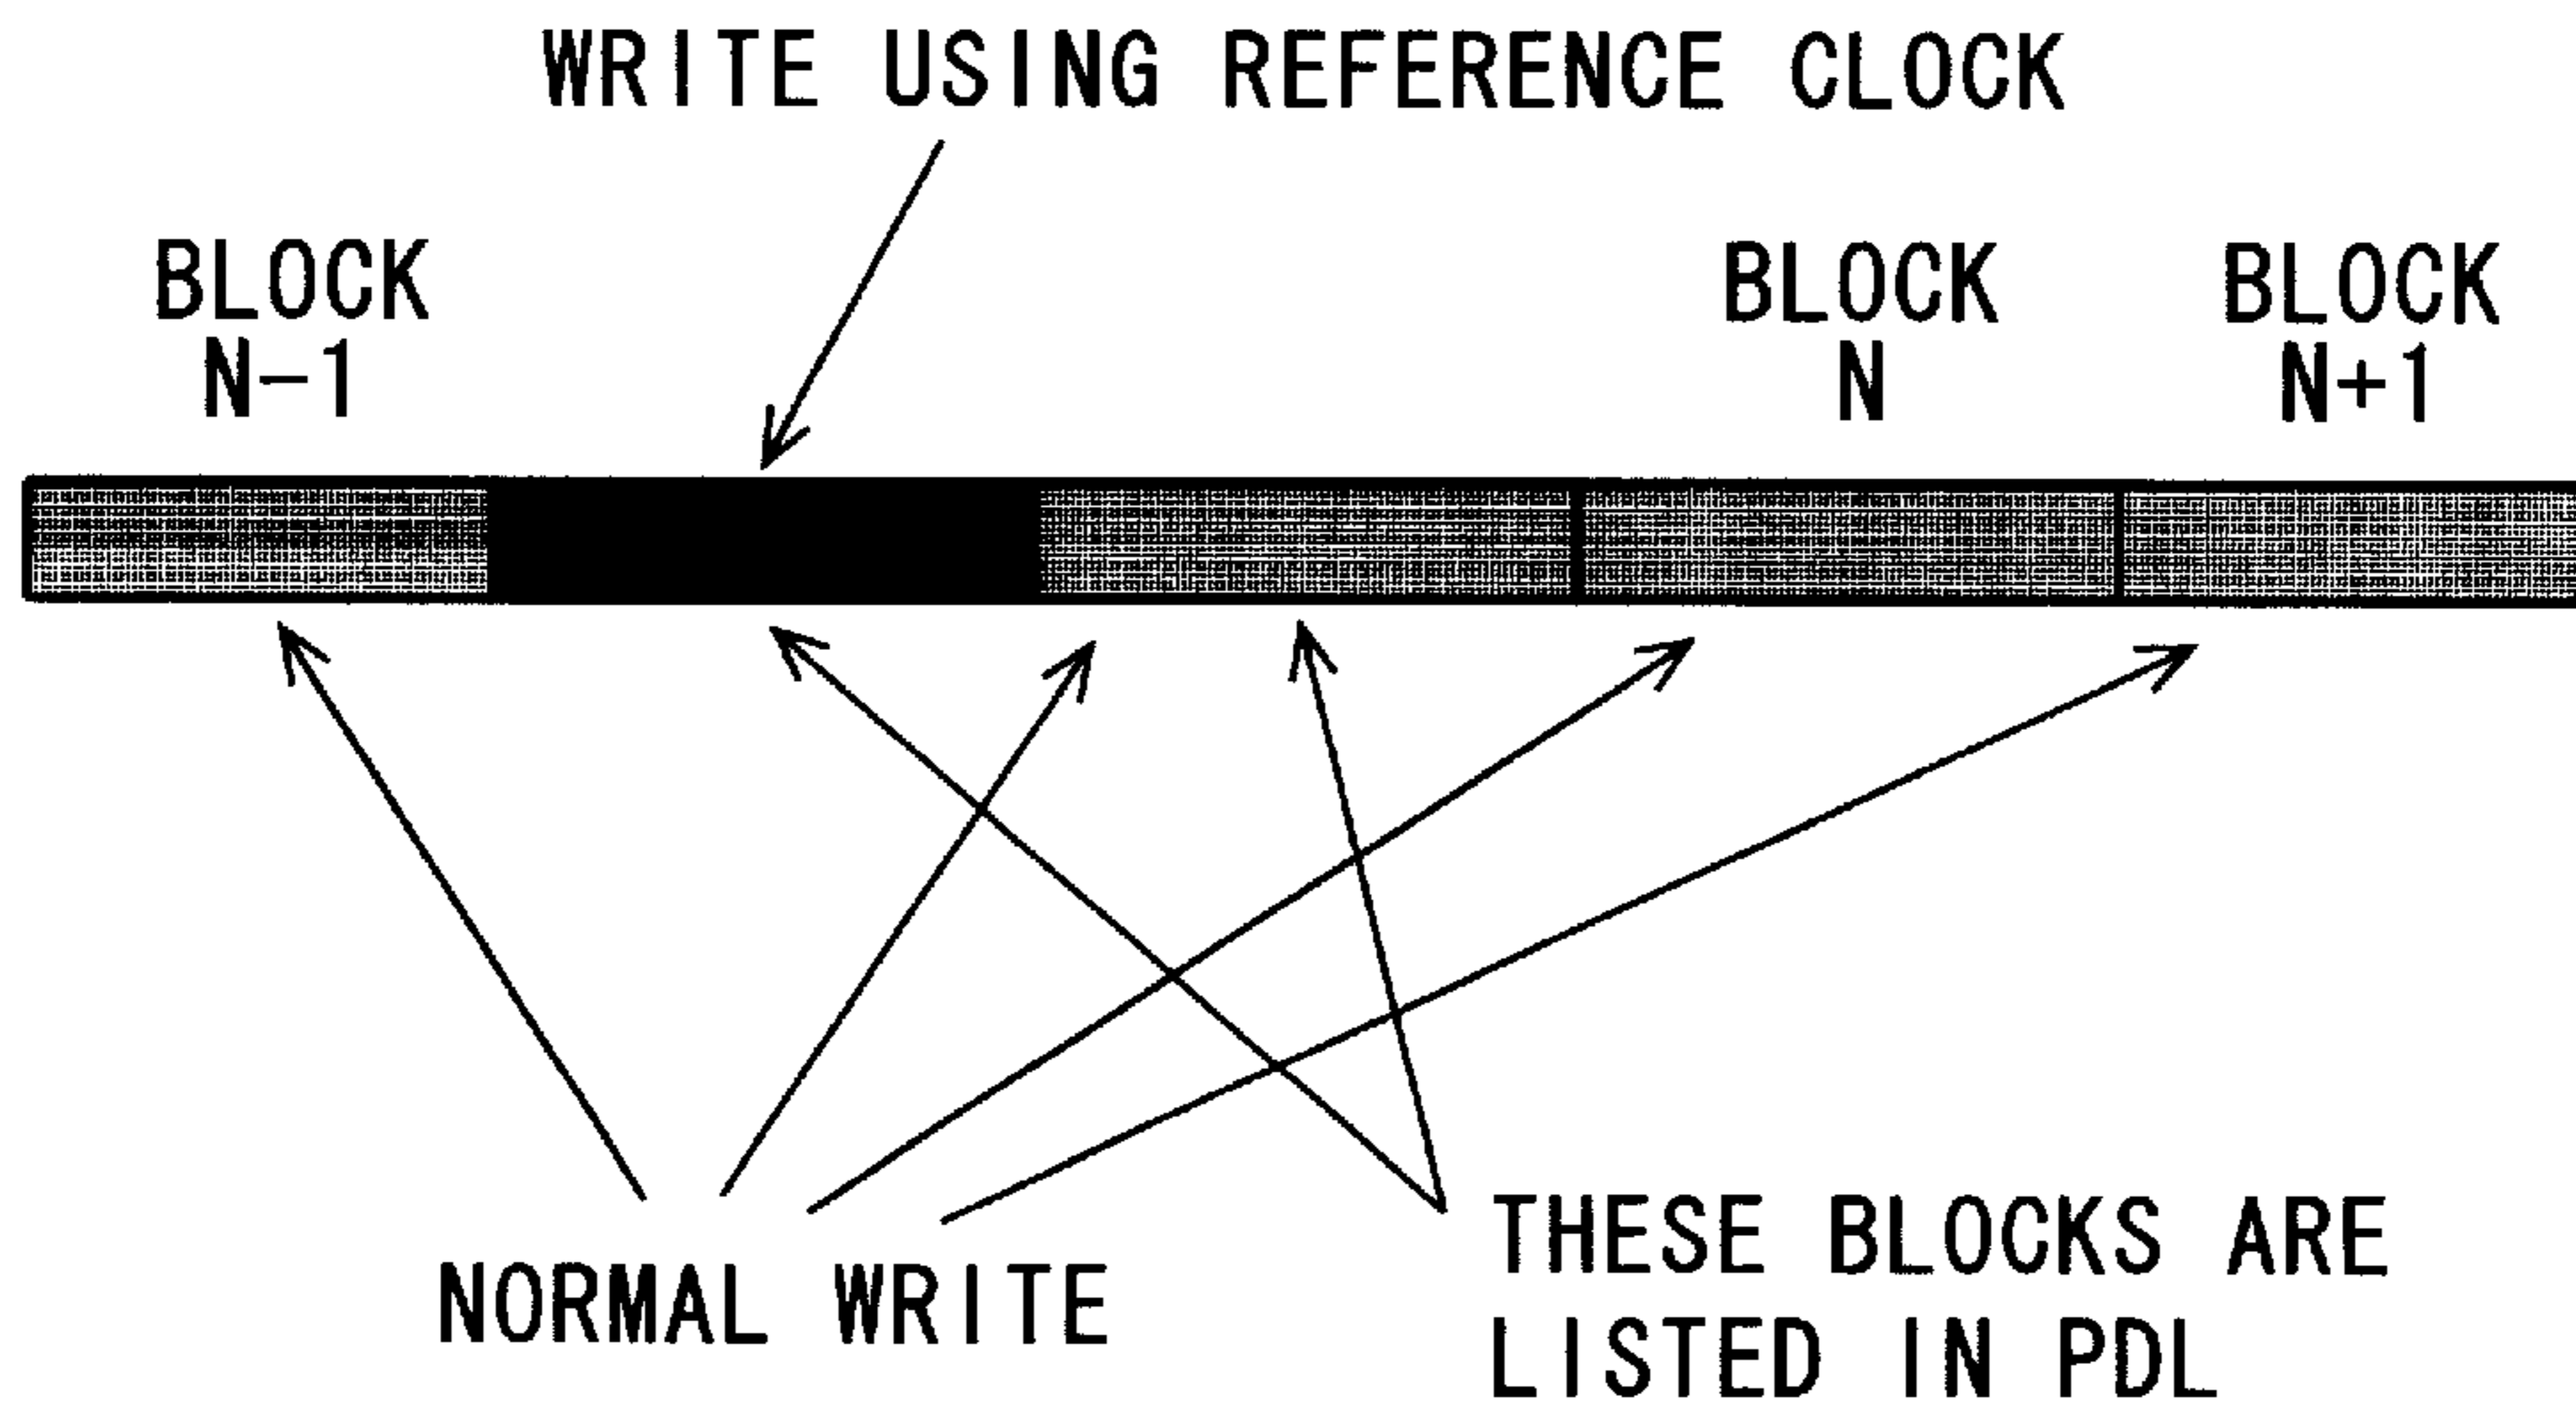 WRITE USING REFERENCE CLOCK
BLOCK
N-1
BLOCK
N
BLOCK
N+1
NORMAL WRITE
THESE BLOCKS ARE
LISTED IN PDL